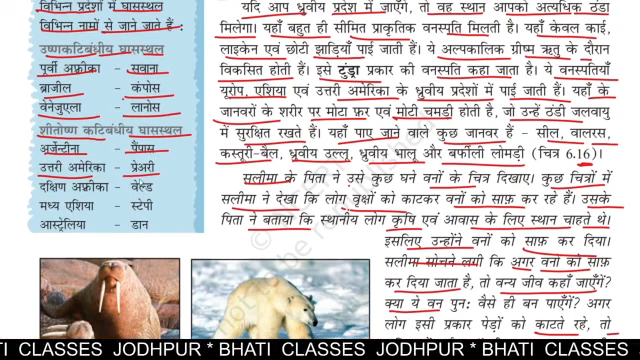 विभिन्न प्रदेशों में घासस्थल
विभिन्न नामों से जाने जाते हैं :
उष्णकटिबंधीय घासस्थल
पूर्वी अफ्रीका - सवाना
ब्राजील - कंपोस
वेनेजुएला - लानोस
शीतोष्ण कटिबंधीय घासस्थल
अर्जेन्टीना - पैंपास
उत्तरी अमेरिका - प्रेअरी
दक्षिण अफ्रीका - वेल्ड
मध्य एशिया - स्टेपी
आस्ट्रेलिया - डान
यदि आप ध्रुवीय प्रदेश में जाएँगे, तो वह स्थान आपको अत्यधिक ठंडा
मिलेगा। यहाँ बहुत ही सीमित प्राकृतिक वनस्पति मिलती है। यहाँ केवल काई,
लाइकेन एवं छोटी झाड़ियाँ पाई जाती हैं। ये अल्पकालिक ग्रीष्म ऋतु के दौरान
विकसित होती हैं। इसे टुंड्रा प्रकार की वनस्पति कहा जाता है। ये वनस्पतियाँ
यूरोप, एशिया एवं उत्तरी अमेरिका के ध्रुवीय प्रदेशों में पाई जाती हैं। यहाँ के
जानवरों के शरीर पर मोटा फ़र एवं मोटी चमड़ी होती है, जो उन्हें ठंडी जलवायु
में सुरक्षित रखते हैं। यहाँ पाए जाने वाले कुछ जानवर हैं - सील, वालरस,
कस्तूरी-बैल, ध्रुवीय उल्लू, ध्रुवीय भालू और बर्फीली लोमड़ी (चित्र 6.16)।
सलीमा के पिता ने उसे कुछ घने वनों के चित्र दिखाए। कुछ चित्रों में
सलीमा ने देखा कि लोग वृक्षों को काटकर वनों को साफ़ कर रहे हैं। उसके
पिता ने बताया कि स्थानीय लोग कृषि एवं आवास के लिए स्थान चाहते थे।
इसलिए उन्होंने वनों को साफ़ कर दिया।
सलीमा सोचने लगी कि अगर वनों को साफ़
कर दिया जाता है, तो वन्य जीव कहाँ जाएँगें?
क्या ये वन पुन: वैसे ही बन पाएँगें? अगर
लोग इसी प्रकार पेड़ों को काटते रहे, तो
TI CLASSES JODHPUR * BHATI CLASSES JODHPUR * BHATI CLASSES JO